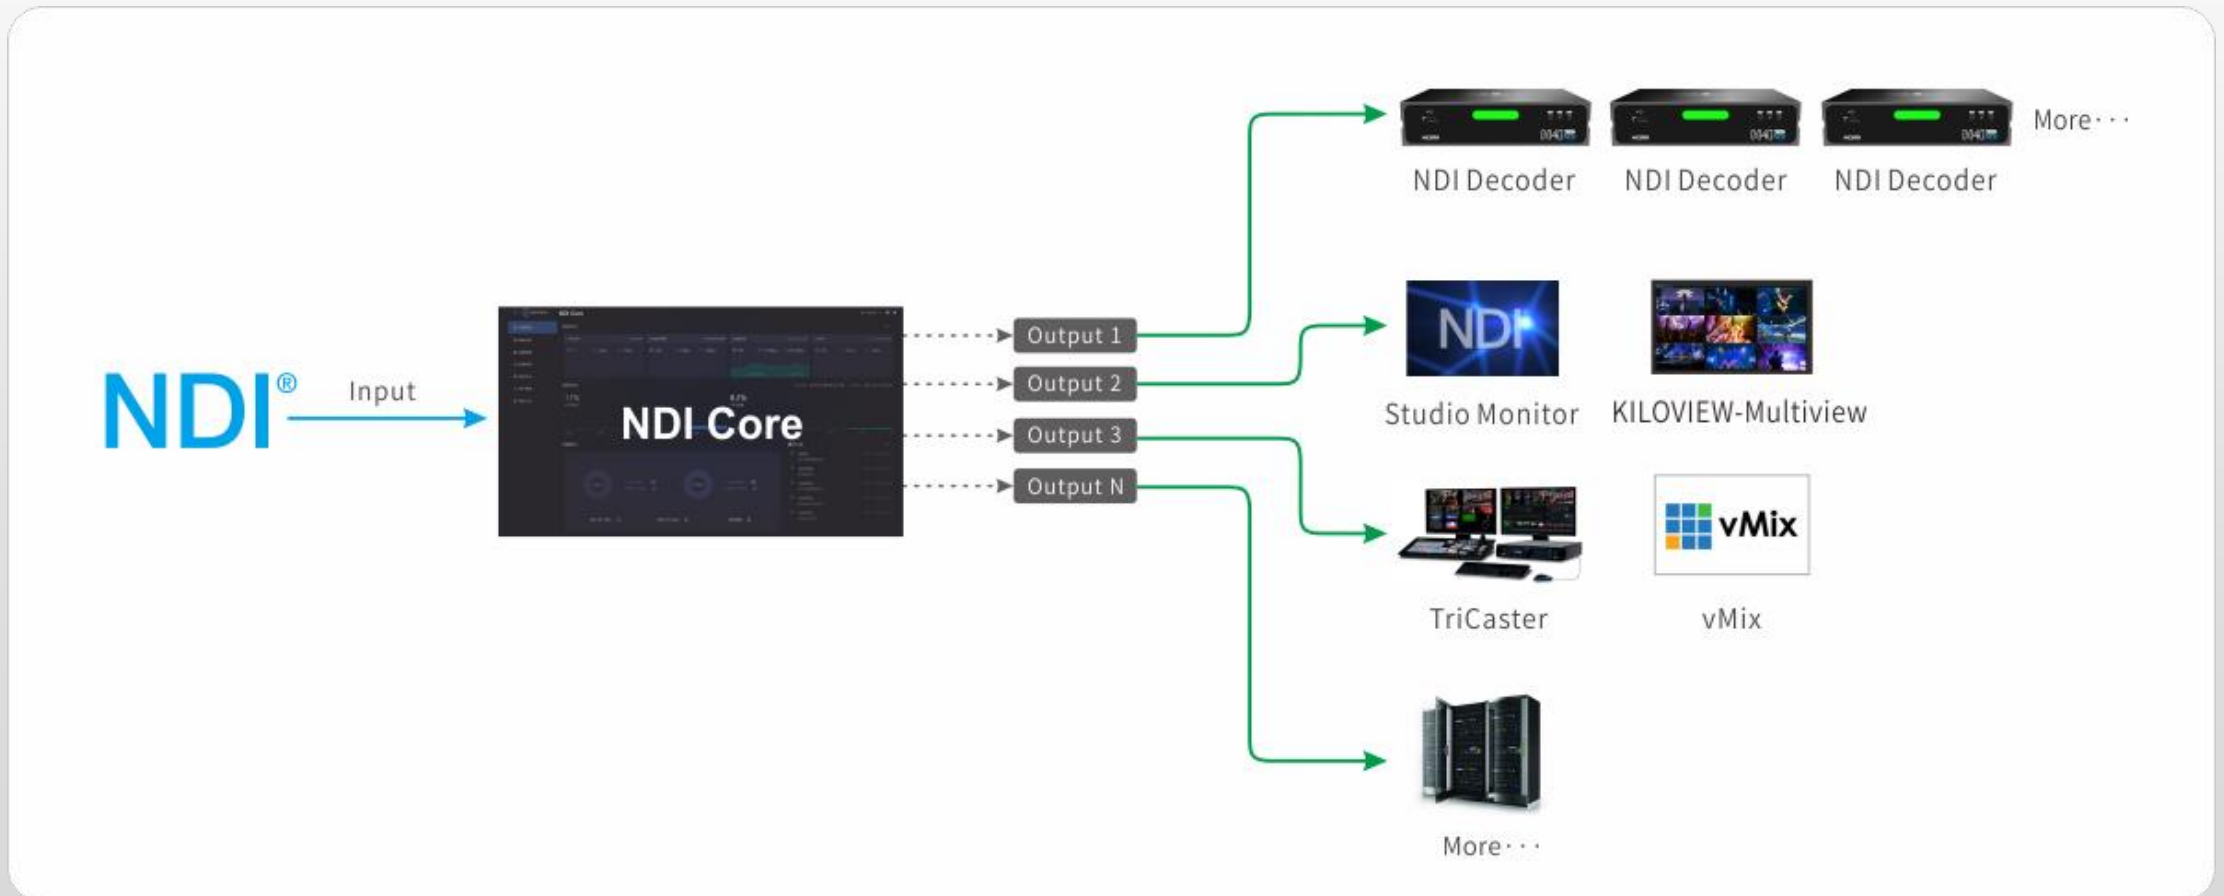 NDI®
Input
NDI Core
Output 1
Output 2
Output 3
Output N
NDI Decoder
NDI Decoder
NDI Decoder
More···
NDI
Studio Monitor
KILOVIEW-Multiview
vMix
TriCaster
vMix
More···